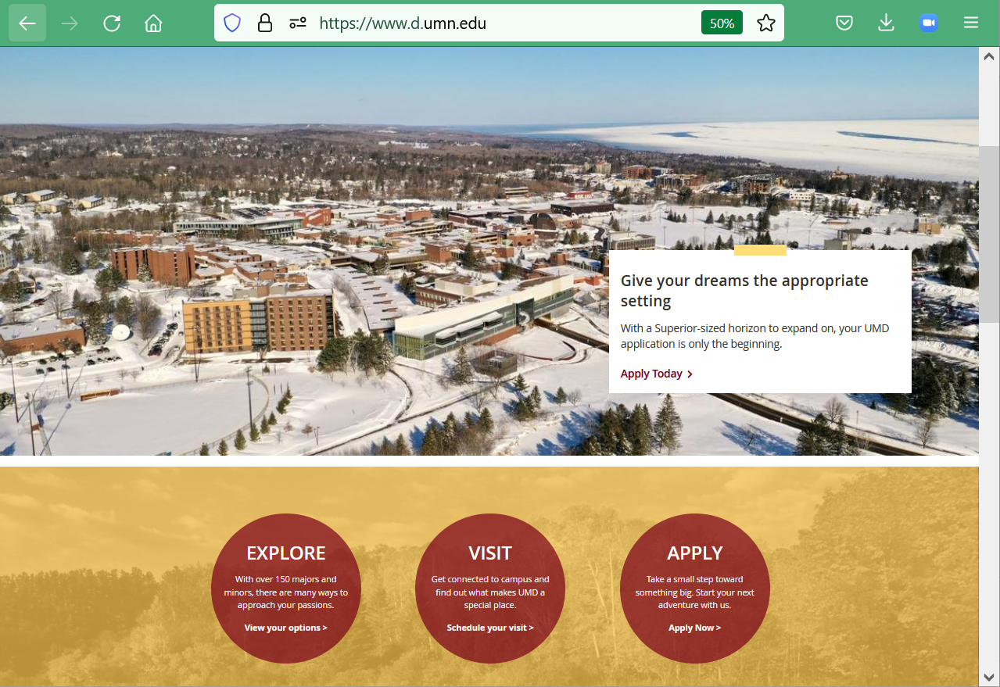 https://www.d.umn.edu
50%
Give your dreams the appropriate
setting
With a Superior-sized horizon to expand on, your UMD
application is only the beginning.
Apply Today >
EXPLORE
With over 150 majors and
minors, there are many ways to
approach your passions.
View your options >
VISIT
Get connected to campus and
find out what makes UMD a
special place.
Schedule your visit >
APPLY
Take a small step toward
something big. Start your next
adventure with us.
Apply Now >